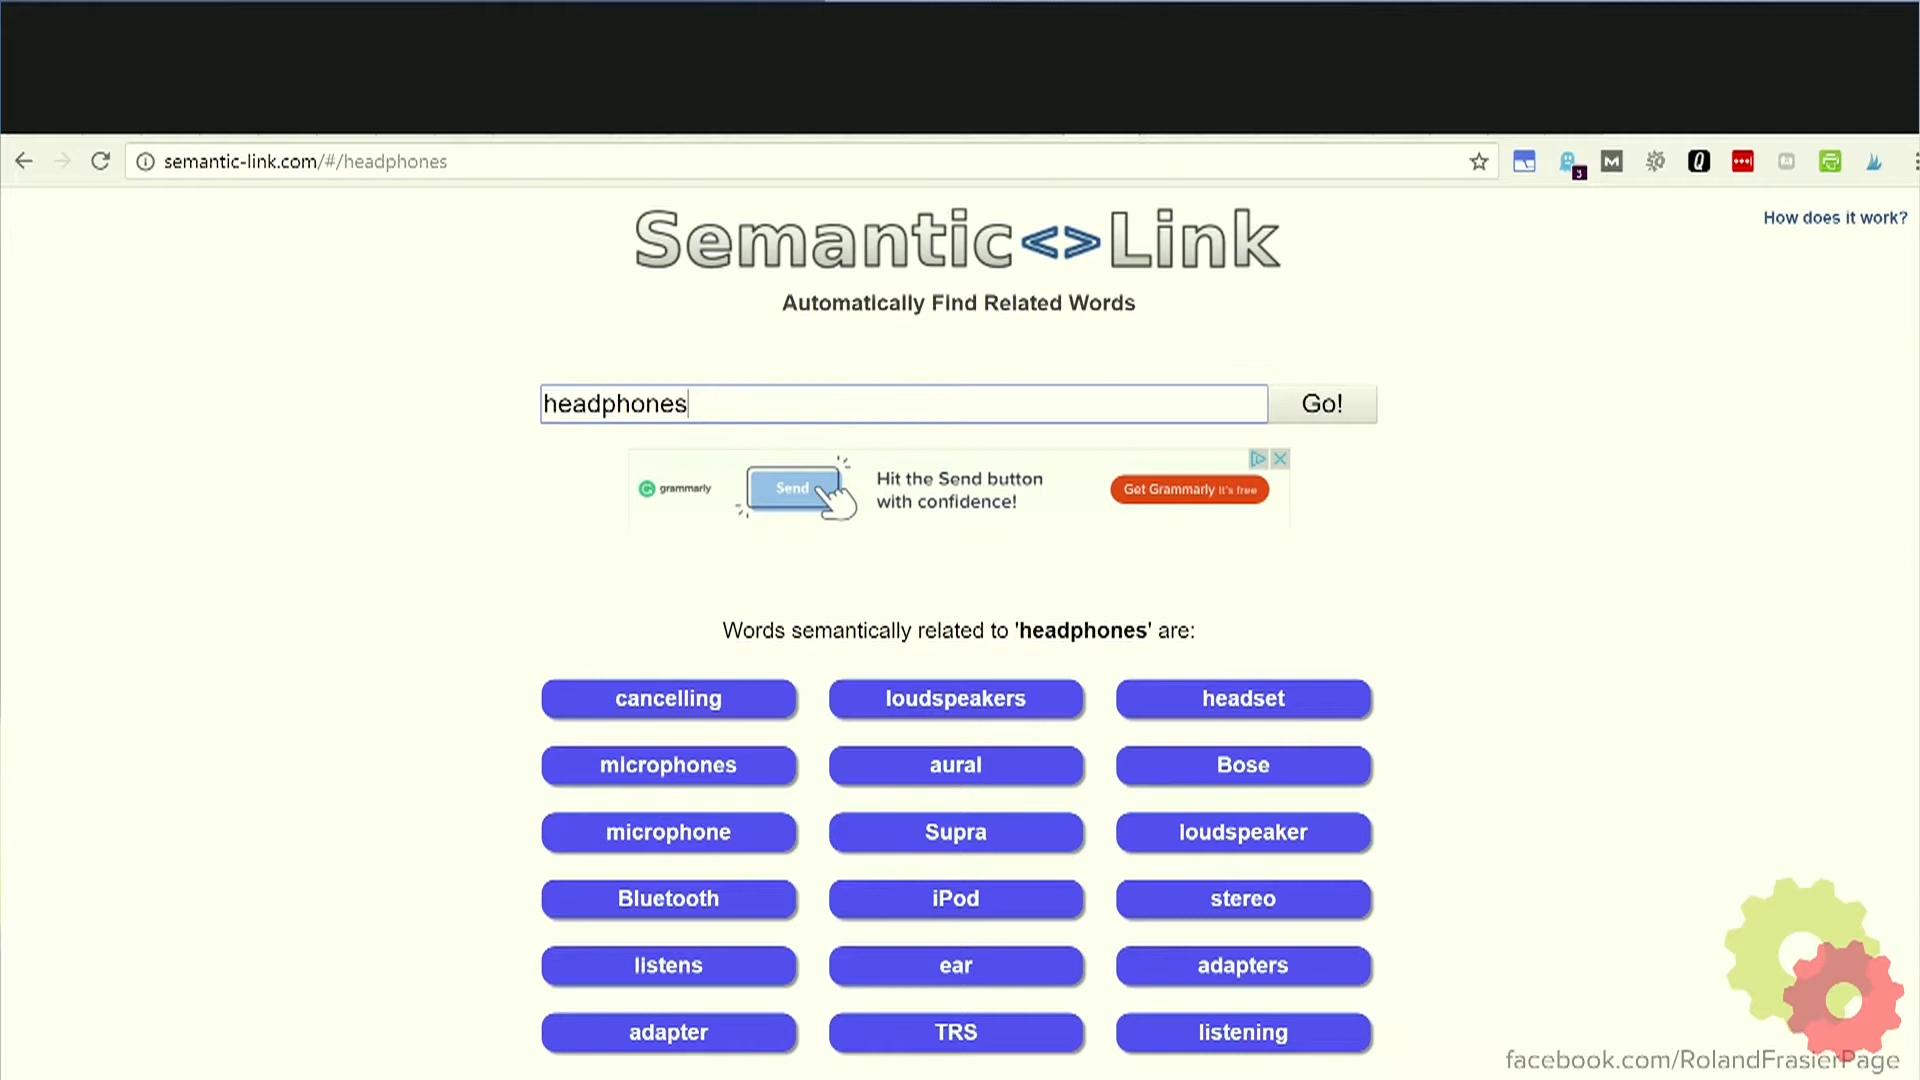 semantic-link.com/#/headphones
3
How does it work?
Semantic<>Link
Automatically Find Related Words
headphones
Go!
grammarly
Send
Hit the Send button
with confidence!
Get Grammarly It's free
Words semantically related to 'headphones' are:
cancelling loudspeakers headset
microphones aural Bose
microphone Supra loudspeaker
Bluetooth iPod stereo
listens ear adapters
adapter TRS listening
facebook.com/RolandFrasierPage